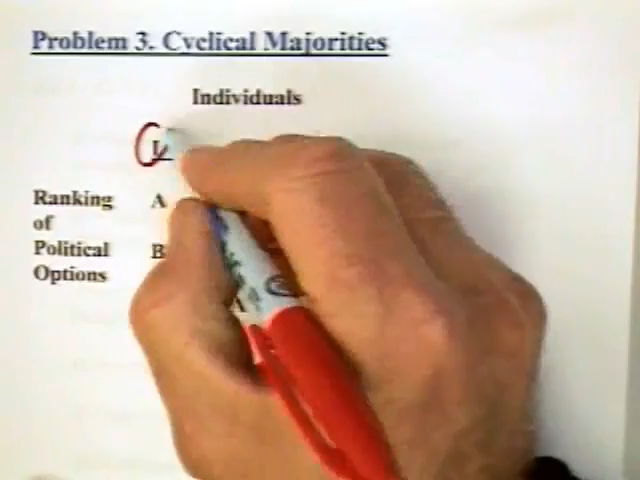 Problem 3. Cyclical Majorities
Individuals
Ranking A
of
Political B
Options